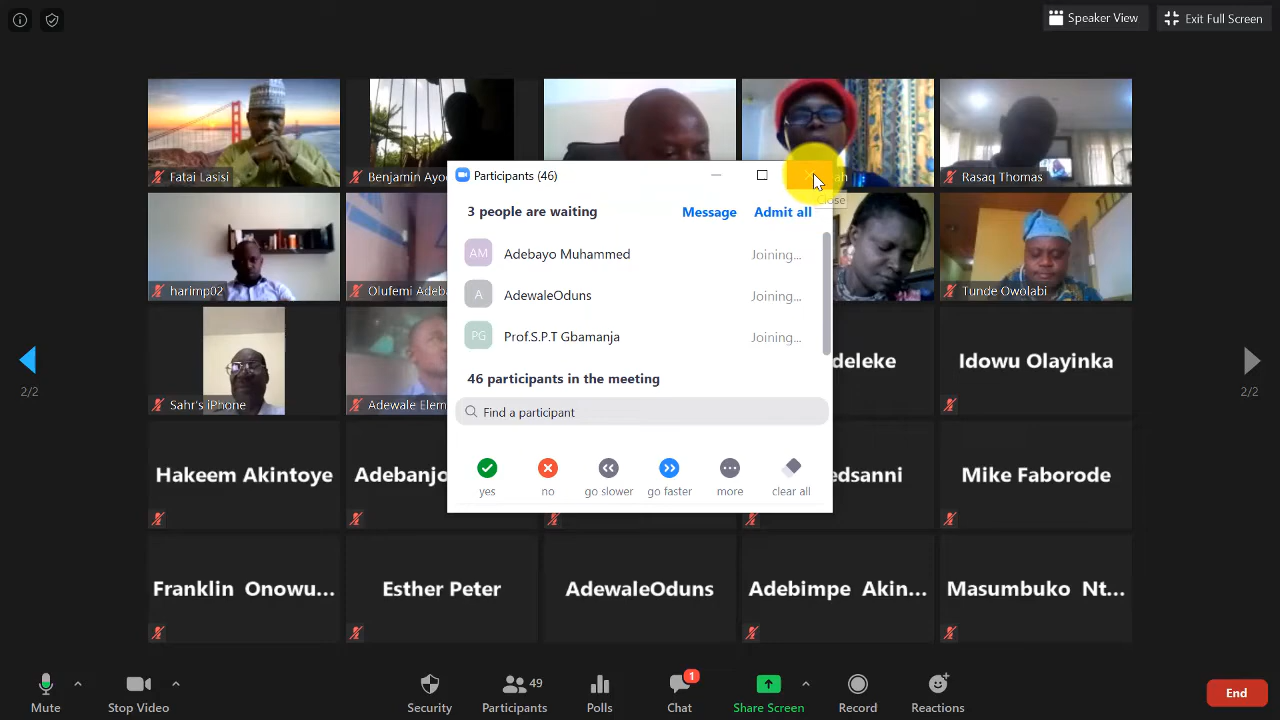 Speaker View
Exit Full Screen
Fatai Lasisi
Benjamin Ayo
ah
Rasaq Thomas
Participants (46)
Close
3 people are waiting
Message
Admit all
AM
Adebayo Muhammed
Joining...
A
AdewaleOduns
Joining...
PG
Prof.S.P.T Gbamanja
Joining...
46 participants in the meeting
Find a participant
yes
no
go slower
go faster
more
clear all
harimp02
Olufemi Adeb
Tunde Owolabi
2/2
Sahr's iPhone
Adewale Elem
deleke
Idowu Olayinka
2/2
Hakeem Akintoye
Adebanjo
edsanni
Mike Faborode
Franklin Onowu...
Esther Peter
AdewaleOduns
Adebimpe Akin...
Masumbuko Nt...
Mute
Stop Video
Security
49
Participants
Polls
1
Chat
Share Screen
Record
Reactions
End